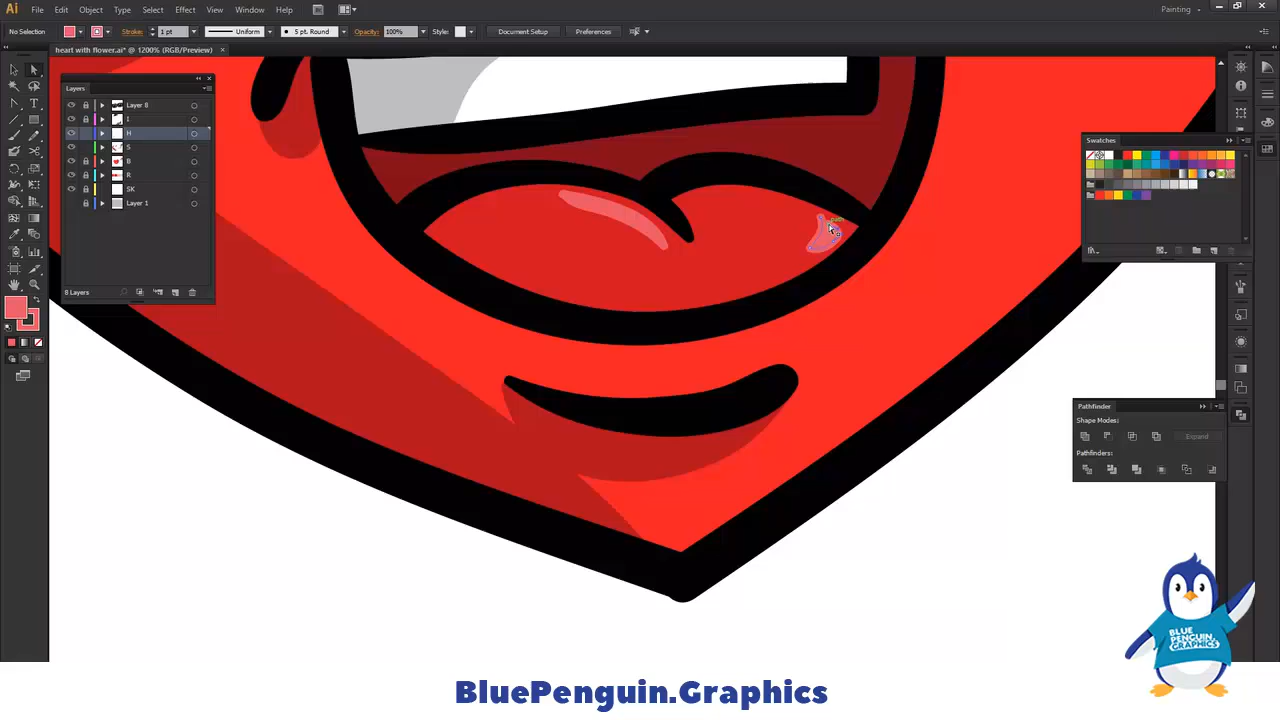 Ai File Edit Object Type Select Effect View Window Help Br Painting
No Selection Stroke: 1 pt Uniform 5 pt. Round Opacity: 100% Style: Document Setup Preferences
heart with flower.ai* @ 1200% (RGB/Preview) ×
Layers
Layer 8
I
H
S
B
R
SK
Layer 1
8 Layers
path
Swatches
Pathfinder
Shape Modes:
Expand
Pathfinders:
BLUE
PENGUIN
GRAPHICS
BluePenguin.Graphics